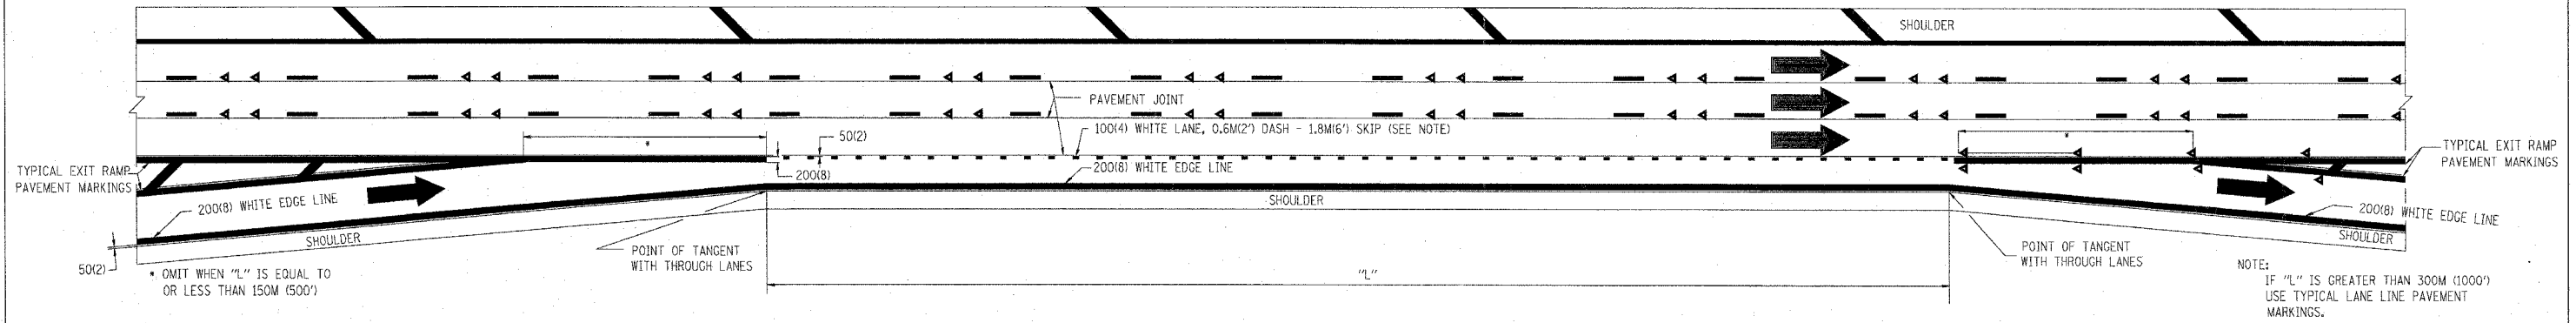 SHOULDER
PAVEMENT JOINT
100(4) WHITE LANE, 0.6M(2') DASH - 1.8M(6') SKIP (SEE NOTE)
50(2)
*
*
TYPICAL EXIT RAMP
PAVEMENT MARKINGS
TYPICAL EXIT RAMP
PAVEMENT MARKINGS
200(8)
200(8) WHITE EDGE LINE
SHOULDER
200(8) WHITE EDGE LINE
200(8) WHITE EDGE LINE
SHOULDER
SHOULDER
POINT OF TANGENT
WITH THROUGH LANES
POINT OF TANGENT
WITH THROUGH LANES
50(2)
* OMIT WHEN "L" IS EQUAL TO
OR LESS THAN 150M (500')
"L"
NOTE:
IF "L" IS GREATER THAN 300M (1000')
USE TYPICAL LANE LINE PAVEMENT
MARKINGS.